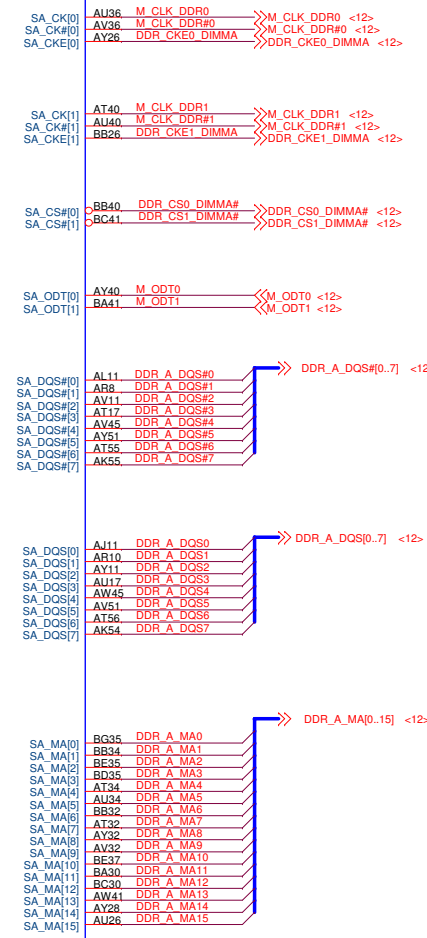 SA_CK[0] AU36 M_CLK_DDR0 M_CLK_DDR0 <12>
SA_CK#[0] AV36 M_CLK_DDR#0 M_CLK_DDR#0 <12>
SA_CKE[0] AY26 DDR_CKE0_DIMMA DDR_CKE0_DIMMA <12>
SA_CK[1] AT40 M_CLK_DDR1 M_CLK_DDR1 <12>
SA_CK#[1] AU40 M_CLK_DDR#1 M_CLK_DDR#1 <12>
SA_CKE[1] BB26 DDR_CKE1_DIMMA DDR_CKE1_DIMMA <12>
SA_CS#[0] BB40 DDR_CS0_DIMMA# DDR_CS0_DIMMA# <12>
SA_CS#[1] BC41 DDR_CS1_DIMMA# DDR_CS1_DIMMA# <12>
SA_ODT[0] AY40 M_ODT0 M_ODT0 <12>
SA_ODT[1] BA41 M_ODT1 M_ODT1 <12>
DDR_A_DQS#[0..7] <12
SA_DQS#[0] AL11 DDR_A_DQS#0
SA_DQS#[1] AR8 DDR_A_DQS#1
SA_DQS#[2] AV11 DDR_A_DQS#2
SA_DQS#[3] AT17 DDR_A_DQS#3
SA_DQS#[4] AV45 DDR_A_DQS#4
SA_DQS#[5] AY51 DDR_A_DQS#5
SA_DQS#[6] AT55 DDR_A_DQS#6
SA_DQS#[7] AK55 DDR_A_DQS#7
DDR_A_DQS[0..7] <12>
SA_DQS[0] AJ11 DDR_A_DQS0
SA_DQS[1] AR10 DDR_A_DQS1
SA_DQS[2] AY11 DDR_A_DQS2
SA_DQS[3] AU17 DDR_A_DQS3
SA_DQS[4] AW45 DDR_A_DQS4
SA_DQS[5] AV51 DDR_A_DQS5
SA_DQS[6] AT56 DDR_A_DQS6
SA_DQS[7] AK54 DDR_A_DQS7
DDR_A_MA[0..15] <12>
SA_MA[0] BG35 DDR_A_MA0
SA_MA[1] BB34 DDR_A_MA1
SA_MA[2] BE35 DDR_A_MA2
SA_MA[3] BD35 DDR_A_MA3
SA_MA[4] AT34 DDR_A_MA4
SA_MA[5] AU34 DDR_A_MA5
SA_MA[6] BB32 DDR_A_MA6
SA_MA[7] AT32 DDR_A_MA7
SA_MA[8] AY32 DDR_A_MA8
SA_MA[9] AV32 DDR_A_MA9
SA_MA[10] BE37 DDR_A_MA10
SA_MA[11] BA30 DDR_A_MA11
SA_MA[12] BC30 DDR_A_MA12
SA_MA[13] AW41 DDR_A_MA13
SA_MA[14] AY28 DDR_A_MA14
SA_MA[15] AU26 DDR_A_MA15